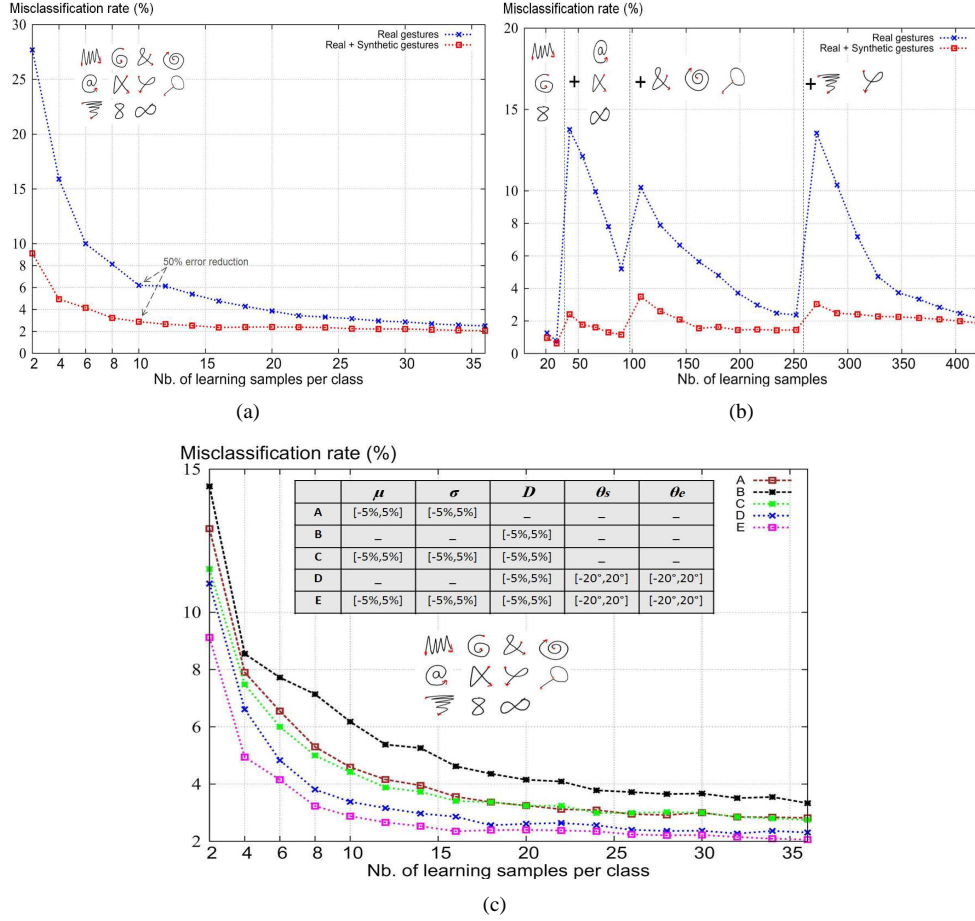 Misclassification rate (%)
30
25
20
15
10
8
6
4
2
0
Real gestures
Real + Synthetic gestures
50% error reduction
2 4 6 8 10 15 20 25 30 35
Nb. of learning samples per class
(a)
Misclassification rate (%)
20
15
10
8
6
4
2
0
Real gestures
Real + Synthetic gestures
+ + +
20 50 100 150 200 250 300 350 400
Nb. of learning samples
(b)
Misclassification rate (%)
15
10
8
6
4
2
A
B
C
D
E
μ σ D θs θe
A [-5%,5%] [-5%,5%] _ _ _
B _ _ [-5%,5%] _ _
C [-5%,5%] [-5%,5%] [-5%,5%] _ _
D _ _ [-5%,5%] [-20°,20°] [-20°,20°]
E [-5%,5%] [-5%,5%] [-5%,5%] [-20°,20°] [-20°,20°]
2 4 6 8 10 15 20 25 30 35
Nb. of learning samples per class
(c)